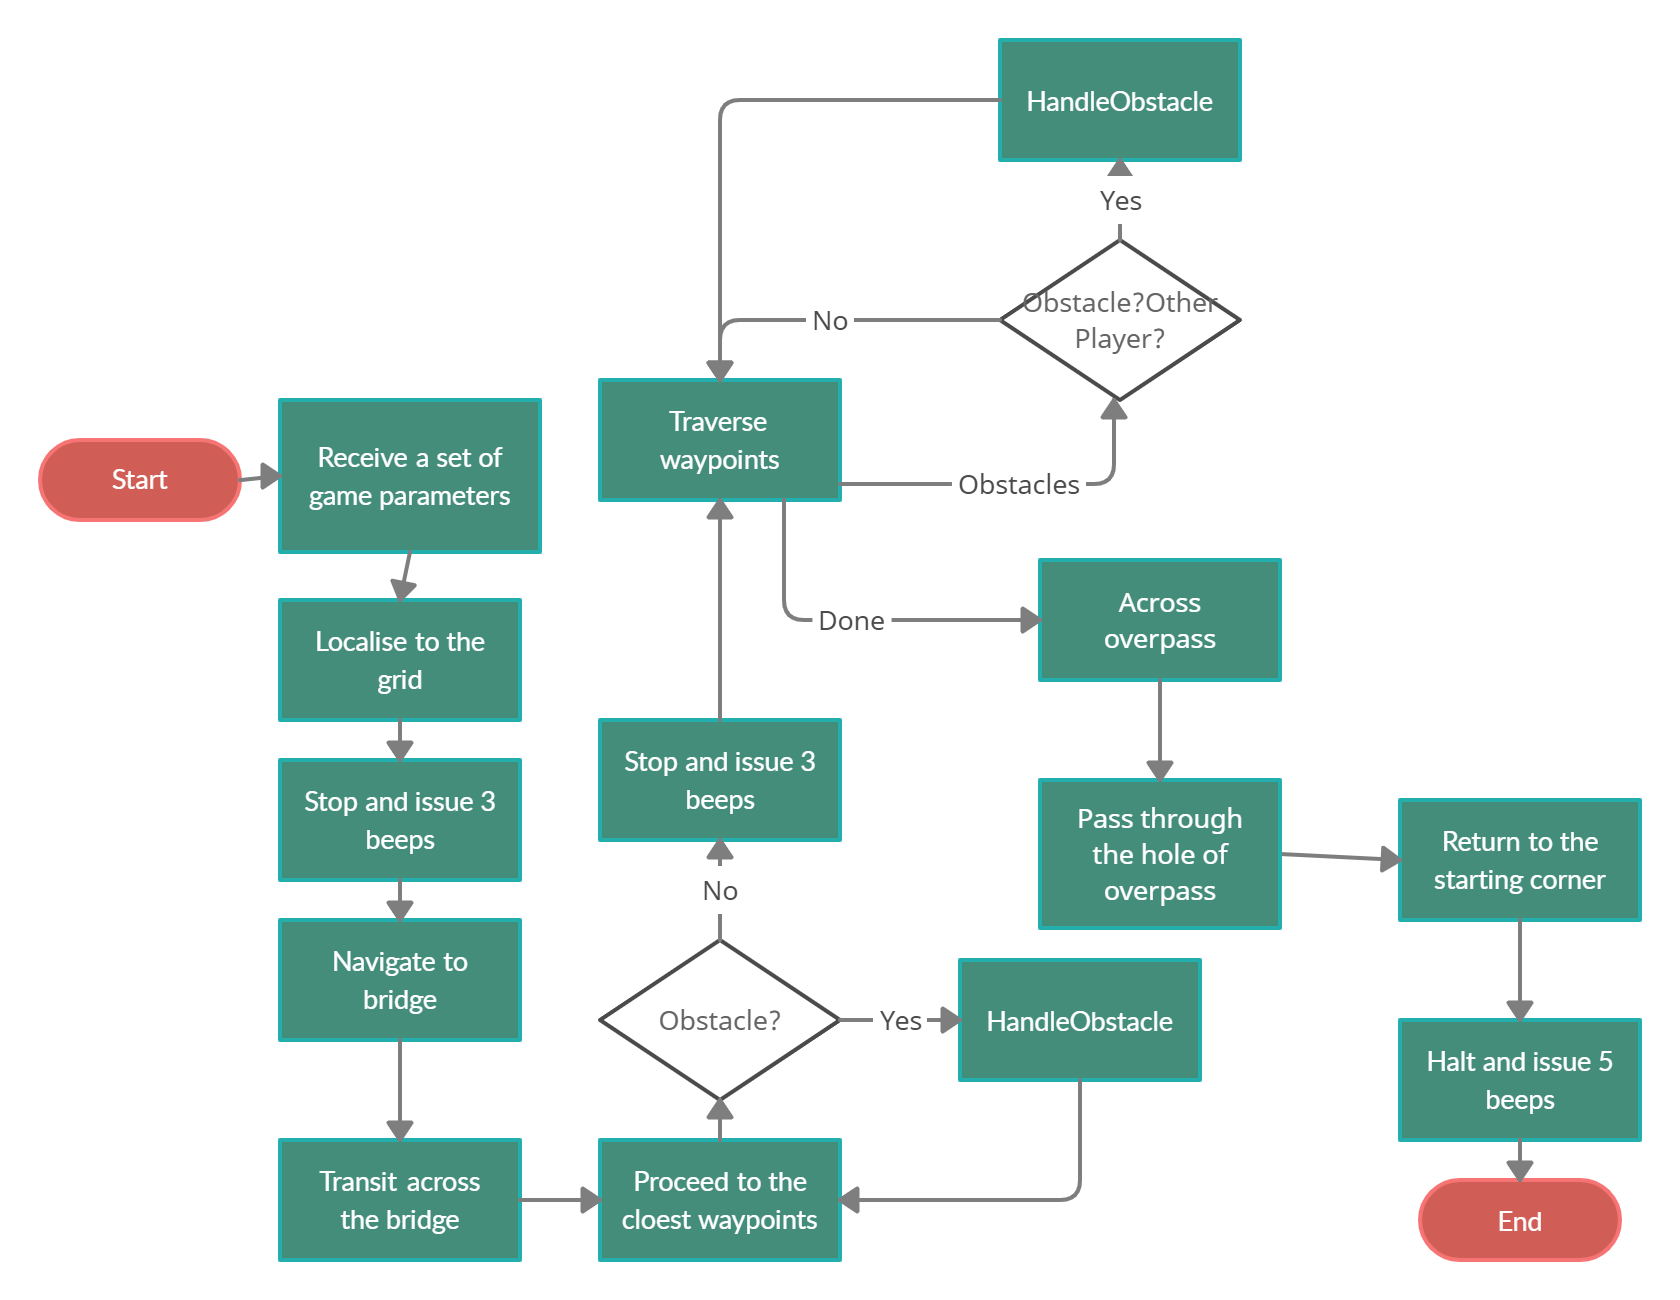 Start
Receive a set of
game parameters
Localise to the
grid
Stop and issue 3
beeps
Navigate to
bridge
Transit across
the bridge
Proceed to the
cloest waypoints
Obstacle?
Yes
HandleObstacle
No
Stop and issue 3
beeps
Traverse
waypoints
Obstacles
Obstacle?Other
Player?
Yes
HandleObstacle
No
Done
Across
overpass
Pass through
the hole of
overpass
Return to the
starting corner
Halt and issue 5
beeps
End